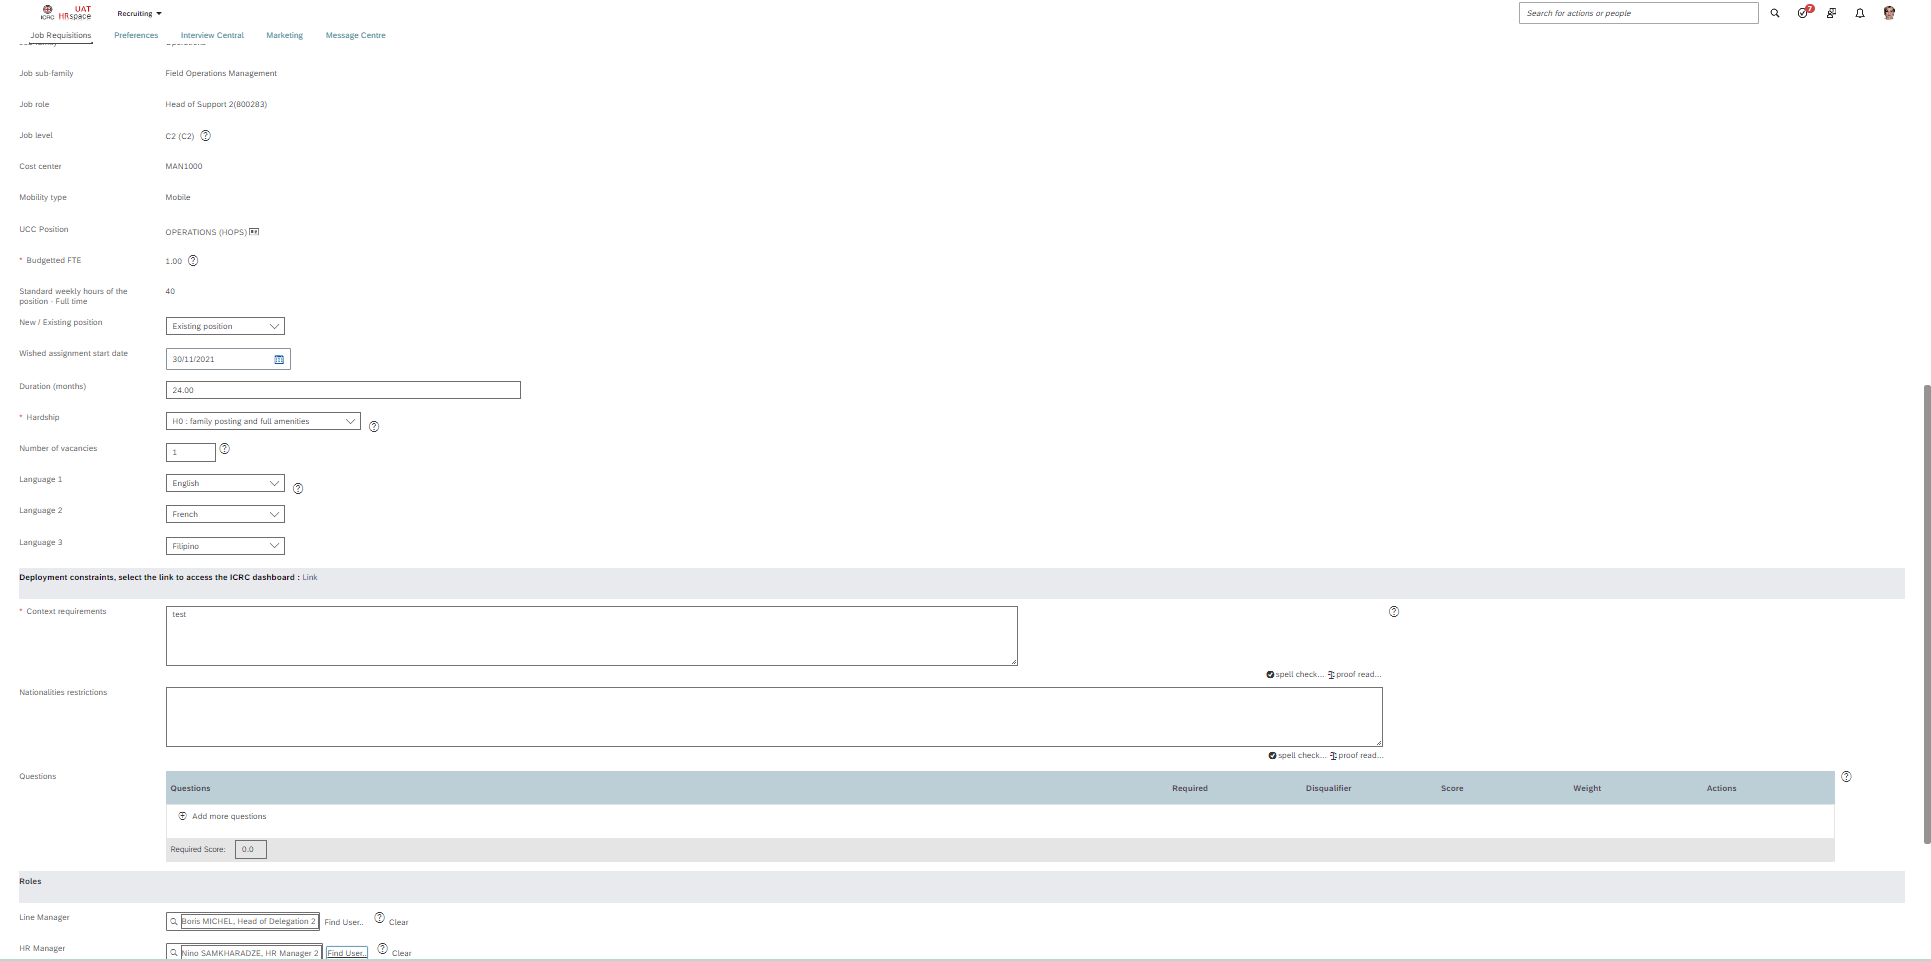 UAT
ICRC HRspace
Recruiting
Search for actions or people
7
Job Requisitions Preferences Interview Central Marketing Message Centre
Job sub-family Field Operations Management
Job role Head of Support 2(800283)
Job level C2 (C2) ?
Cost center MAN1000
Mobility type Mobile
UCC Position OPERATIONS (HOPS)
* Budgetted FTE 1.00 ?
Standard weekly hours of the
position - Full time
40
New / Existing position Existing position
Wished assignment start date 30/11/2021
Duration (months) 24.00
* Hardship H0 : family posting and full amenities ?
Number of vacancies 1 ?
Language 1 English ?
Language 2 French
Language 3 Filipino
Deployment constraints, select the link to access the ICRC dashboard : Link
* Context requirements test ?
spell check... proof read...
Nationalities restrictions
spell check... proof read...
Questions ?
Questions Required Disqualifier Score Weight Actions
Add more questions
Required Score: 0.0
Roles
Line Manager Boris MICHEL, Head of Delegation 2 Find User.. ? Clear
HR Manager Nino SAMKHARADZE, HR Manager 2 Find User.. ? Clear